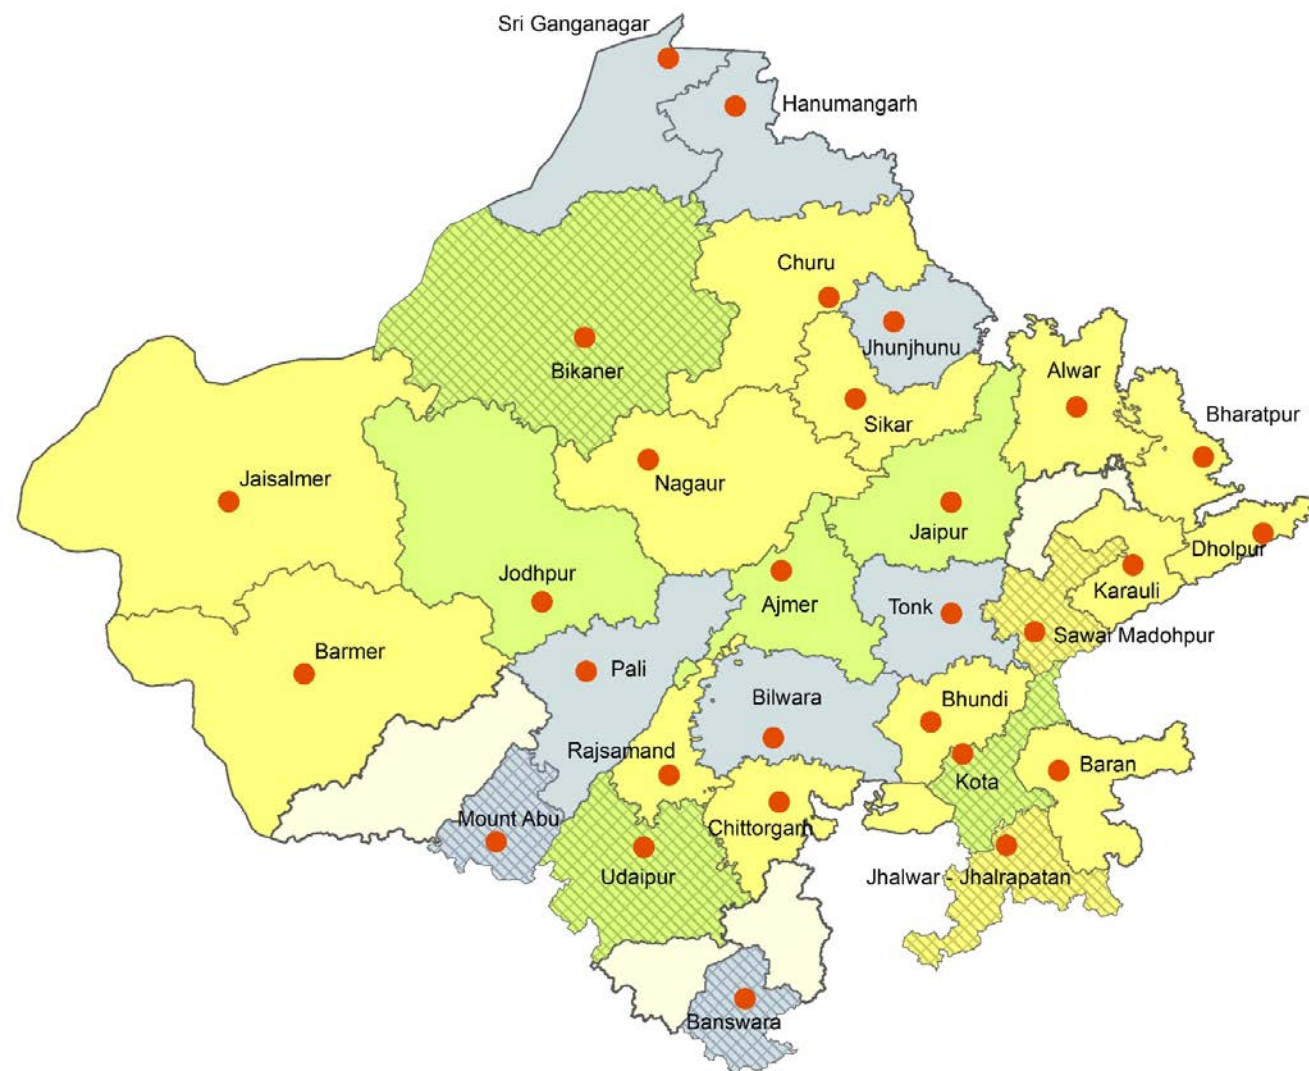 Sri Ganganagar
Hanumangarh
Churu
Jhunjhunu
Bikaner
Alwar
Sikar
Bharatpur
Jaisalmer
Nagaur
Jaipur
Dholpur
Jodhpur
Ajmer
Tonk
Karauli
Sawai Madohpur
Barmer
Pali
Bilwara
Bhundi
Rajsamand
Kota
Baran
Mount Abu
Chittorgarh
Udaipur
Jhalwar - Jhalrapatan
Banswara